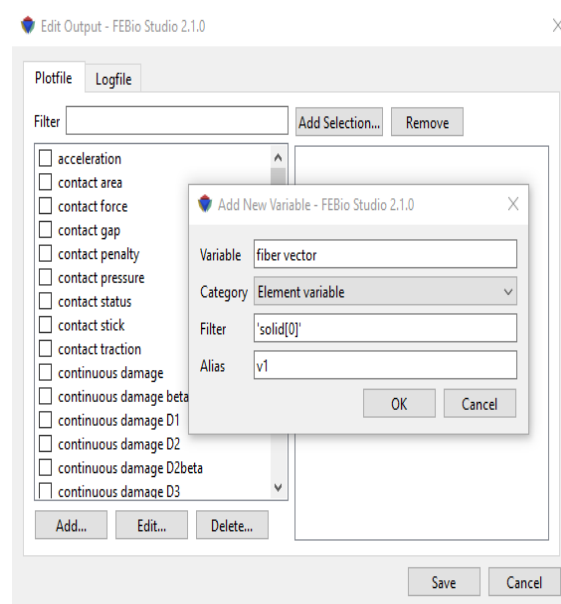 Edit Output - FEBio Studio 2.1.0
Plotfile Logfile
Filter Add Selection... Remove
acceleration
contact area
contact force
contact gap
contact penalty
contact pressure
contact status
contact stick
contact traction
continuous damage
continuous damage beta
continuous damage D1
continuous damage D2
continuous damage D2beta
continuous damage D3
Add New Variable - FEBio Studio 2.1.0
Variable fiber vector
Category Element variable
Filter 'solid[0]'
Alias v1
OK Cancel
Add... Edit... Delete...
Save Cancel